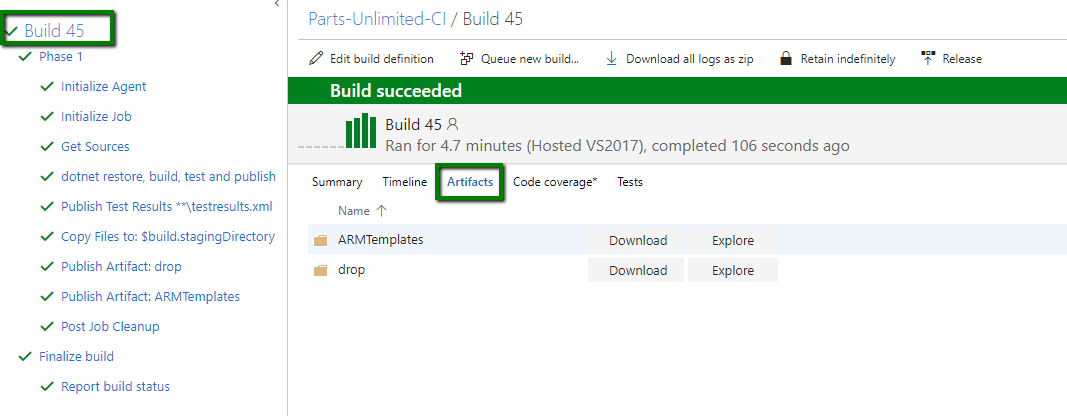 Build 45
Phase 1
Initialize Agent
Initialize Job
Get Sources
dotnet restore, build, test and publish
Publish Test Results **\testresults.xml
Copy Files to: $build.stagingDirectory
Publish Artifact: drop
Publish Artifact: ARMTemplates
Post Job Cleanup
Finalize build
Report build status
Parts-Unlimited-CI / Build 45
Edit build definition Queue new build... Download all logs as zip Retain indefinitely Release
Build succeeded
Build 45
Ran for 4.7 minutes (Hosted VS2017), completed 106 seconds ago
Summary Timeline Artifacts Code coverage* Tests
Name
ARMTemplates Download Explore
drop Download Explore